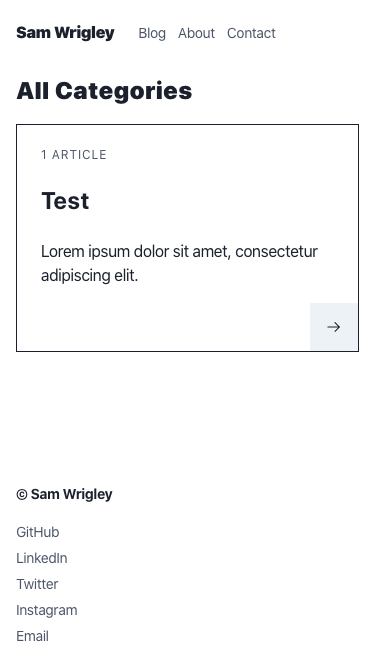 Sam Wrigley Blog About Contact
All Categories
1 ARTICLE
Test
Lorem ipsum dolor sit amet, consectetur
adipiscing elit.
→
© Sam Wrigley
GitHub
LinkedIn
Twitter
Instagram
Email